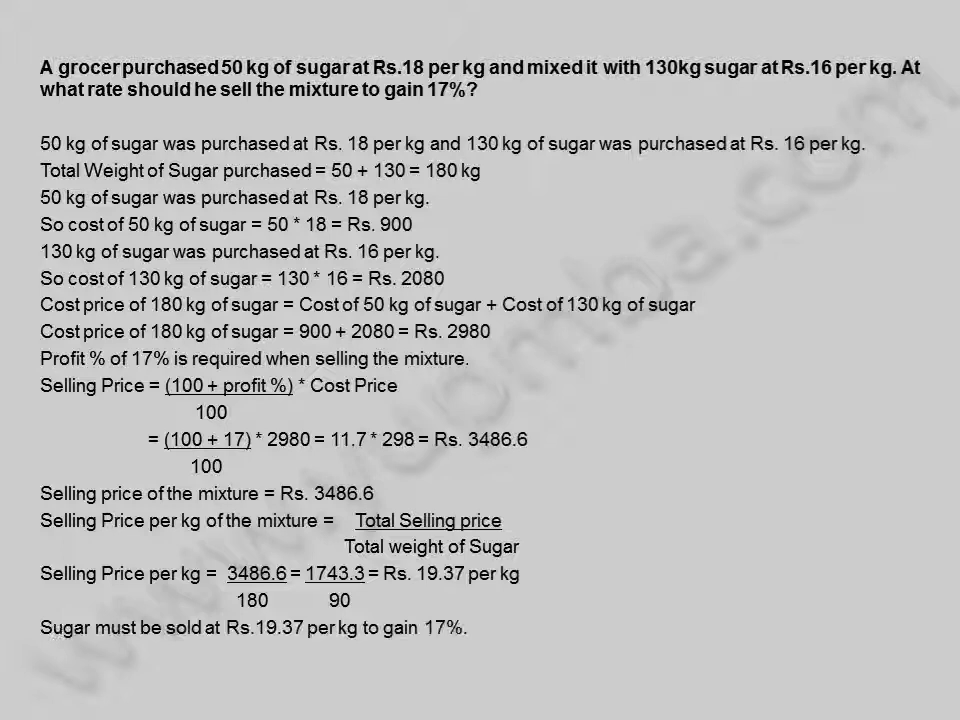 A grocer purchased 50 kg of sugar at Rs.18 per kg and mixed it with 130kg sugar at Rs.16 per kg. At
what rate should he sell the mixture to gain 17%?
50 kg of sugar was purchased at Rs. 18 per kg and 130 kg of sugar was purchased at Rs. 16 per kg.
Total Weight of Sugar purchased = 50 + 130 = 180 kg
50 kg of sugar was purchased at Rs. 18 per kg.
So cost of 50 kg of sugar = 50 * 18 = Rs. 900
130 kg of sugar was purchased at Rs. 16 per kg.
So cost of 130 kg of sugar = 130 * 16 = Rs. 2080
Cost price of 180 kg of sugar = Cost of 50 kg of sugar + Cost of 130 kg of sugar
Cost price of 180 kg of sugar = 900 + 2080 = Rs. 2980
Profit % of 17% is required when selling the mixture.
Selling Price = (100 + profit %) * Cost Price
100
= (100 + 17) * 2980 = 11.7 * 298 = Rs. 3486.6
100
Selling price of the mixture = Rs. 3486.6
Selling Price per kg of the mixture = Total Selling price
Total weight of Sugar
Selling Price per kg = 3486.6 = 1743.3 = Rs. 19.37 per kg
180 90
Sugar must be sold at Rs.19.37 per kg to gain 17%.